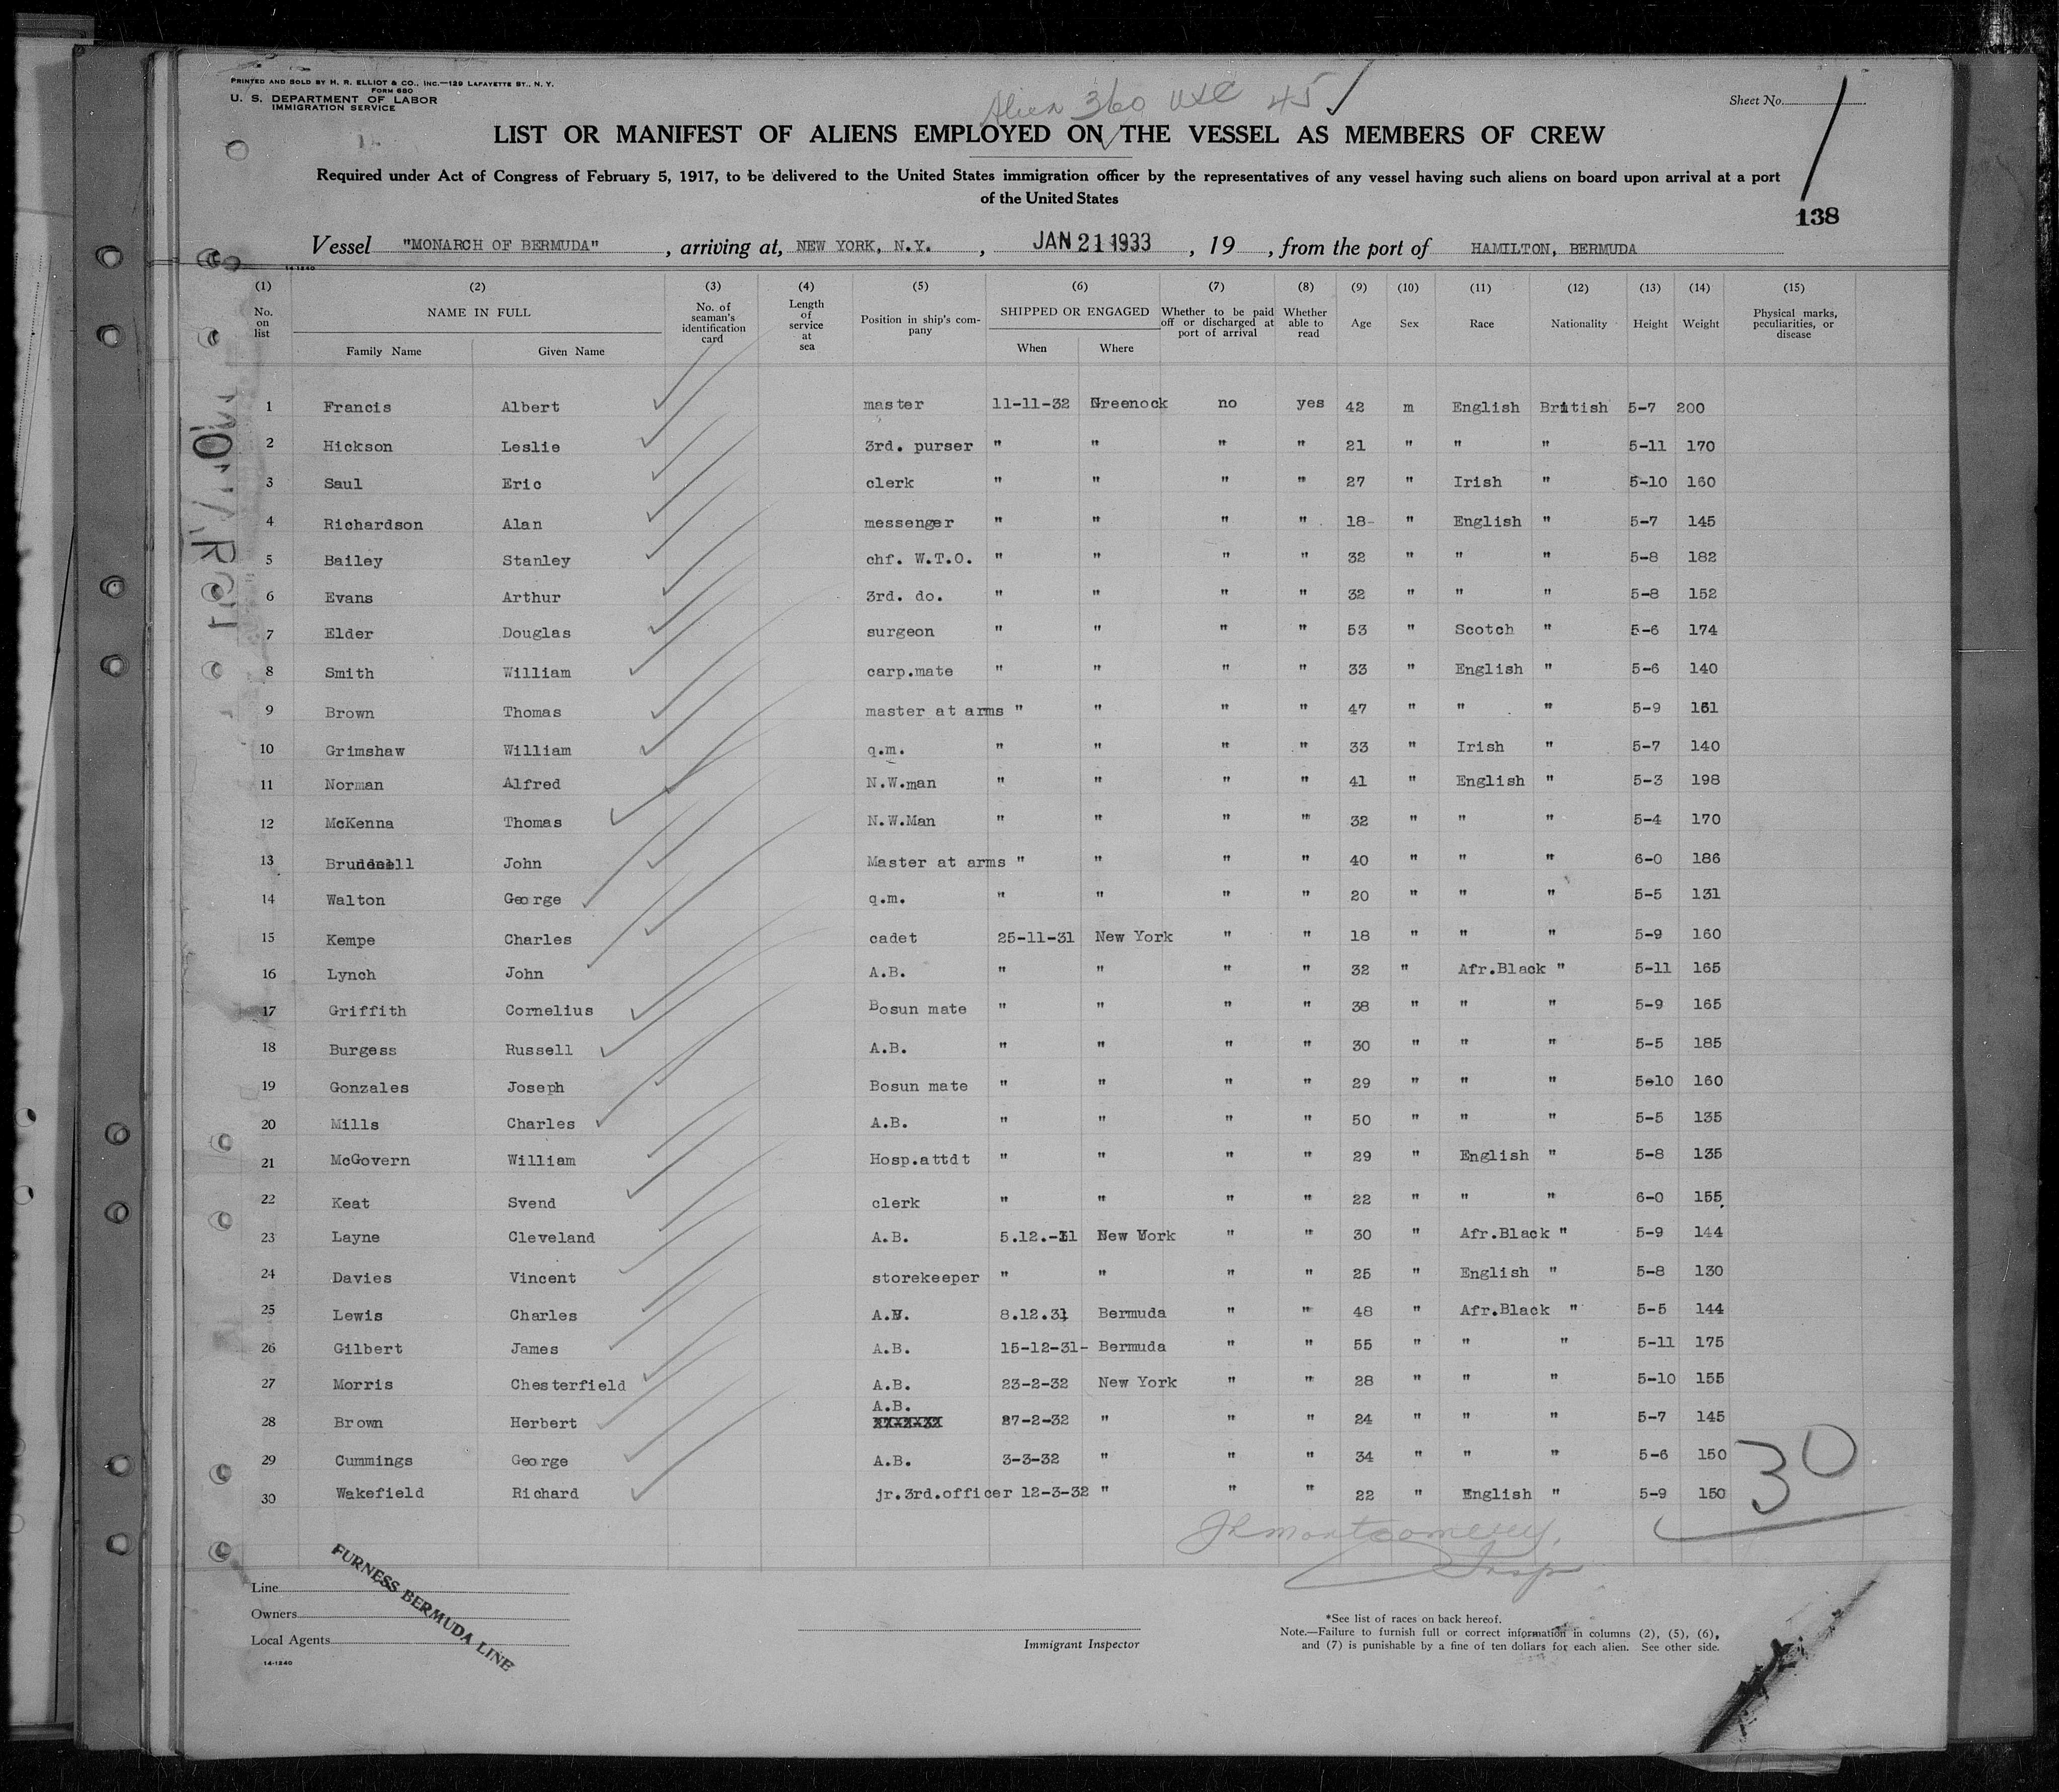 PRINTED AND SOLD BY H. R. ELLIOT & CO., INC.—129 LAFAYETTE ST., N. Y.
FORM 680
U. S. DEPARTMENT OF LABOR
IMMIGRATION SERVICE
Alien 360 USC 45
Sheet No.
LIST OR MANIFEST OF ALIENS EMPLOYED ON THE VESSEL AS MEMBERS OF CREW
Required under Act of Congress of February 5, 1917, to be delivered to the United States immigration officer by the representatives of any vessel having such aliens on board upon arrival at a port
of the United States
138
Vessel "MONARCH OF BERMUDA", arriving at, NEW YORK, N.Y., JAN 21 1933, 19 , from the port of HAMILTON, BERMUDA
14-1240
(1) (2) (3) (4) (5) (6) (7) (8) (9) (10) (11) (12) (13) (14) (15)
No. on list NAME IN FULL Family Name Given Name No. of seaman's identification card Length of service at sea Position in ship's company SHIPPED OR ENGAGED When Where Whether to be paid off or discharged at port of arrival Whether able to read Age Sex Race Nationality Height Weight Physical marks, peculiarities, or disease
1 Francis Albert master 11-11-32 Greenock no yes 42 m English British 5-7 200
2 Hickson Leslie 3rd. purser " " " " 21 " " " 5-11 170
3 Saul Eric clerk " " " " 27 " Irish " 5-10 160
4 Richardson Alan messenger " " " " 18- " English " 5-7 145
5 Bailey Stanley chf. W.T.O. " " " " 32 " " " 5-8 182
6 Evans Arthur 3rd. do. " " " " 32 " " " 5-8 152
7 Elder Douglas surgeon " " " " 53 " Scotch " 5-6 174
8 Smith William carp.mate " " " " 33 " English " 5-6 140
9 Brown Thomas master at arms " " " " 47 " " " 5-9 161
10 Grimshaw William q.m. " " " " 33 " Irish " 5-7 140
11 Norman Alfred N.W.man " " " " 41 " English " 5-3 198
12 McKenna Thomas N.W.Man " " " " 32 " " " 5-4 170
13 John Master at arms " " " " 40 " " " 6-0 186
14 Walton George q.m. " " " " 20 " " " 5-5 131
15 Kempe Charles cadet 25-11-31 New York " " 18 " " " 5-9 160
16 Lynch John A.B. " " " " 32 " Afr.Black " 5-11 165
17 Griffith Cornelius Bosun mate " " " " 38 " " " 5-9 165
18 Burgess Russell A.B. " " " " 30 " " " 5-5 185
19 Gonzales Joseph Bosun mate " " " " 29 " " " 5-10 160
20 Mills Charles A.B. " " " " 50 " " " 5-5 135
21 McGovern William Hosp.attdt " " " " 29 " English " 5-8 135
22 Keat Svend clerk " " " " 22 " " " 6-0 155
23 Layne Cleveland A.B. 5.12.-31 New York " " 30 " Afr.Black " 5-9 144
24 Davies Vincent storekeeper " " " " 25 " English " 5-8 130
25 Lewis Charles A.B. 8.12.31 Bermuda " " 48 " Afr.Black " 5-5 144
26 Gilbert James A.B. 15-12-31- Bermuda " " 55 " " " 5-11 175
27 Morris Chesterfield A.B. 23-2-32 New York " " 28 " " " 5-10 155
28 Brown Herbert A.B. 27-2-32 " " " 24 " " " 5-7 145
29 Cummings George A.B. 3-3-32 " " " 34 " " " 5-6 150
30 Wakefield Richard jr.3rd.officer 12-3-32 " " " 22 " English " 5-9 150
30
JRMontgomery,
Insp
Line
Owners
Local Agents
FURNESS BERMUDA LINE
14-1240
Immigrant Inspector
*See list of races on back hereof.
Note.—Failure to furnish full or correct information in columns (2), (5), (6),
and (7) is punishable by a fine of ten dollars for each alien. See other side.